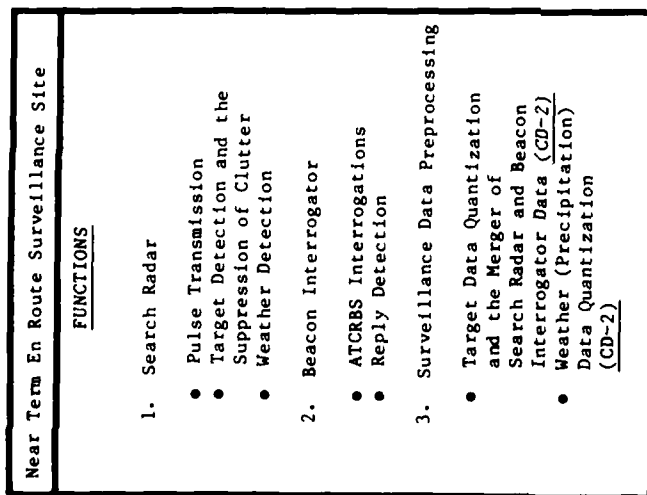 Near Term En Route Surveillance Site
FUNCTIONS
1. Search Radar
● Pulse Transmission
● Target Detection and the
Suppression of Clutter
● Weather Detection
2. Beacon Interrogator
● ATCRBS Interrogations
● Reply Detection
3. Surveillance Data Preprocessing
● Target Data Quantization
and the Merger of
Search Radar and Beacon
Interrogator Data (CD-2)
● Weather (Precipitation)
Data Quantization
(CD-2)